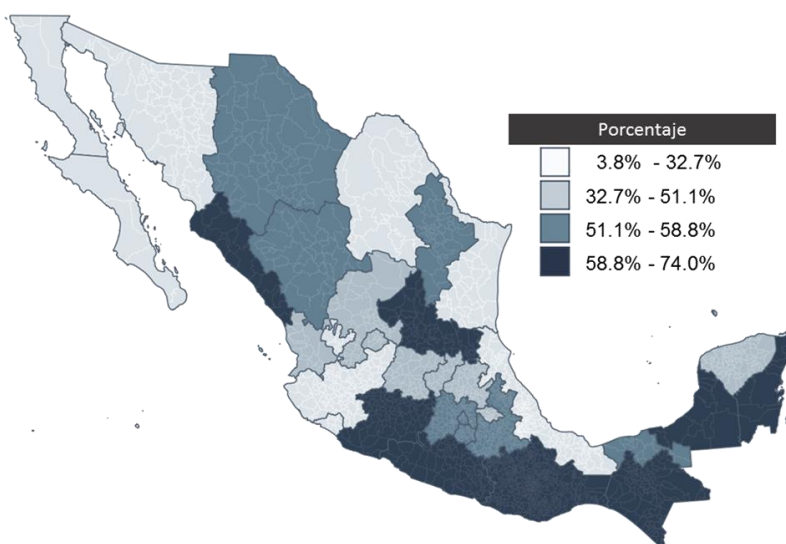 Porcentaje
3.8% - 32.7%
32.7% - 51.1%
51.1% - 58.8%
58.8% - 74.0%